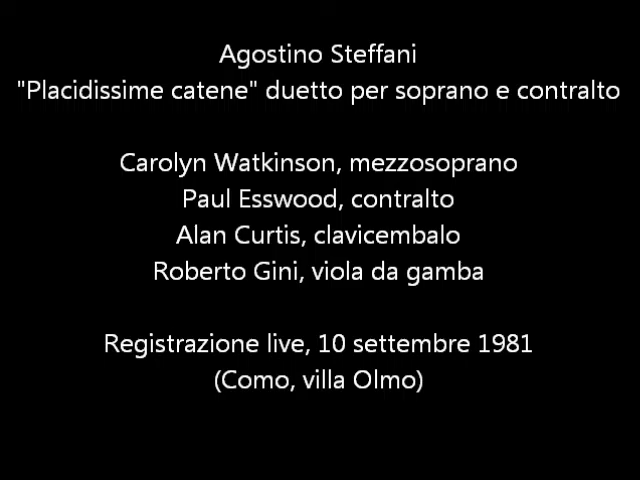 Agostino Steffani
"Placidissime catene" duetto per soprano e contralto
Carolyn Watkinson, mezzosoprano
Paul Esswood, contralto
Alan Curtis, clavicembalo
Roberto Gini, viola da gamba
Registrazione live, 10 settembre 1981
(Como, villa Olmo)